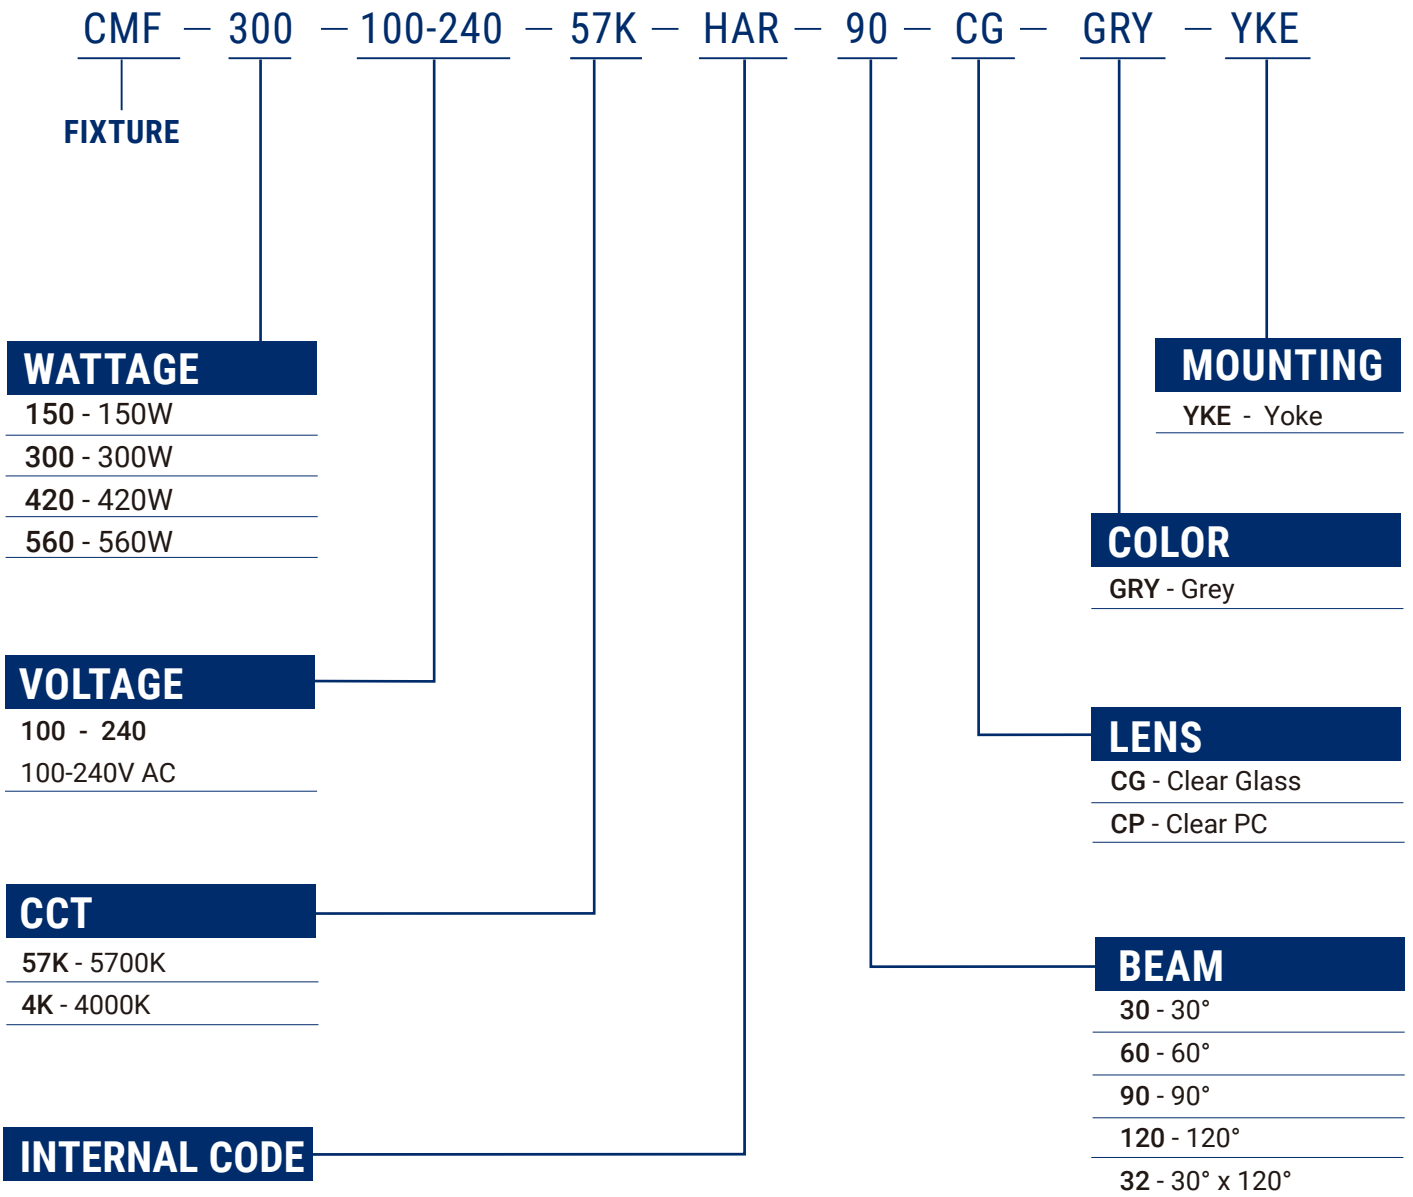 CMF — 300 — 100-240 — 57K — HAR — 90 — CG — GRY — YKE
FIXTURE
WATTAGE
150 - 150W
300 - 300W
420 - 420W
560 - 560W
VOLTAGE
100 - 240
100-240V AC
CCT
57K - 5700K
4K - 4000K
INTERNAL CODE
MOUNTING
YKE - Yoke
COLOR
GRY - Grey
LENS
CG - Clear Glass
CP - Clear PC
BEAM
30 - 30°
60 - 60°
90 - 90°
120 - 120°
32 - 30° x 120°